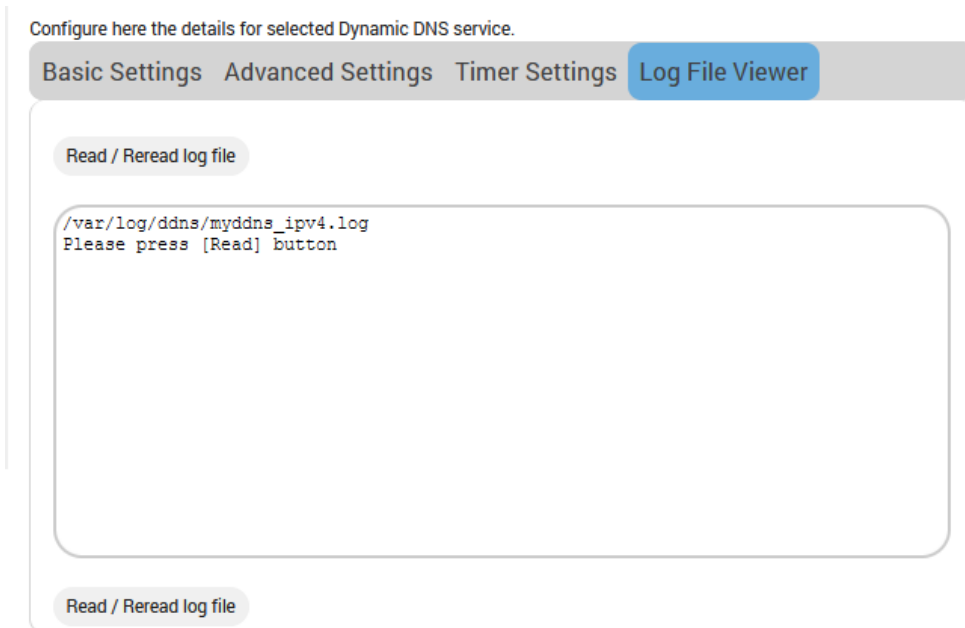 Configure here the details for selected Dynamic DNS service.
Basic Settings Advanced Settings Timer Settings Log File Viewer
Read / Reread log file
/var/log/ddns/myddns_ipv4.log
Please press [Read] button
Read / Reread log file